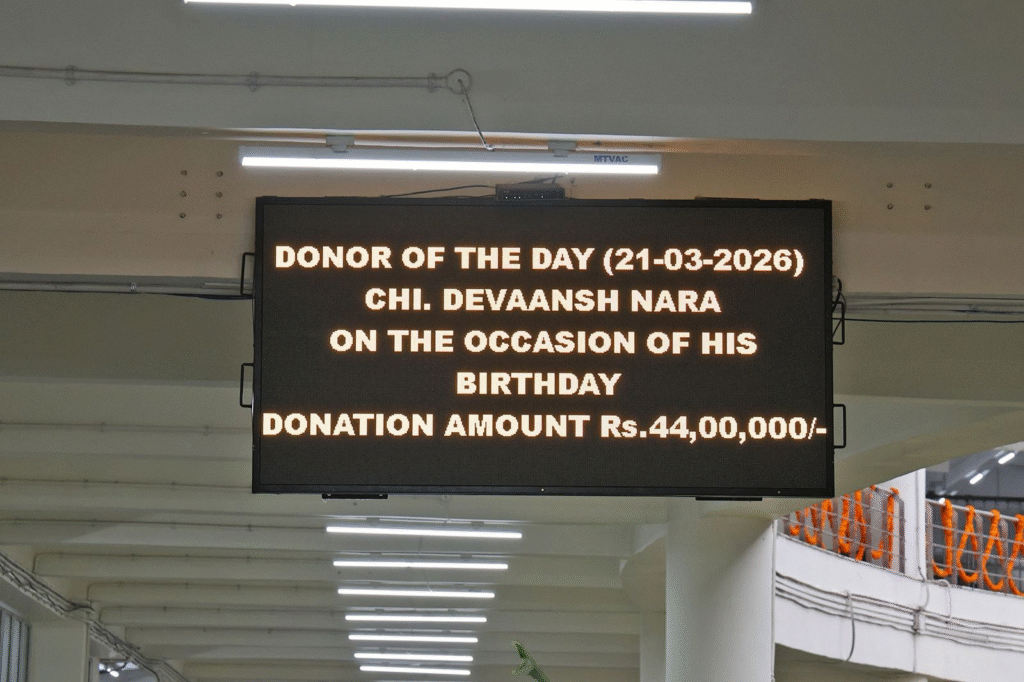 MTVAC
DONOR OF THE DAY (21-03-2026)
CHI. DEVAANSH NARA
ON THE OCCASION OF HIS
BIRTHDAY
DONATION AMOUNT Rs.44,00,000/-